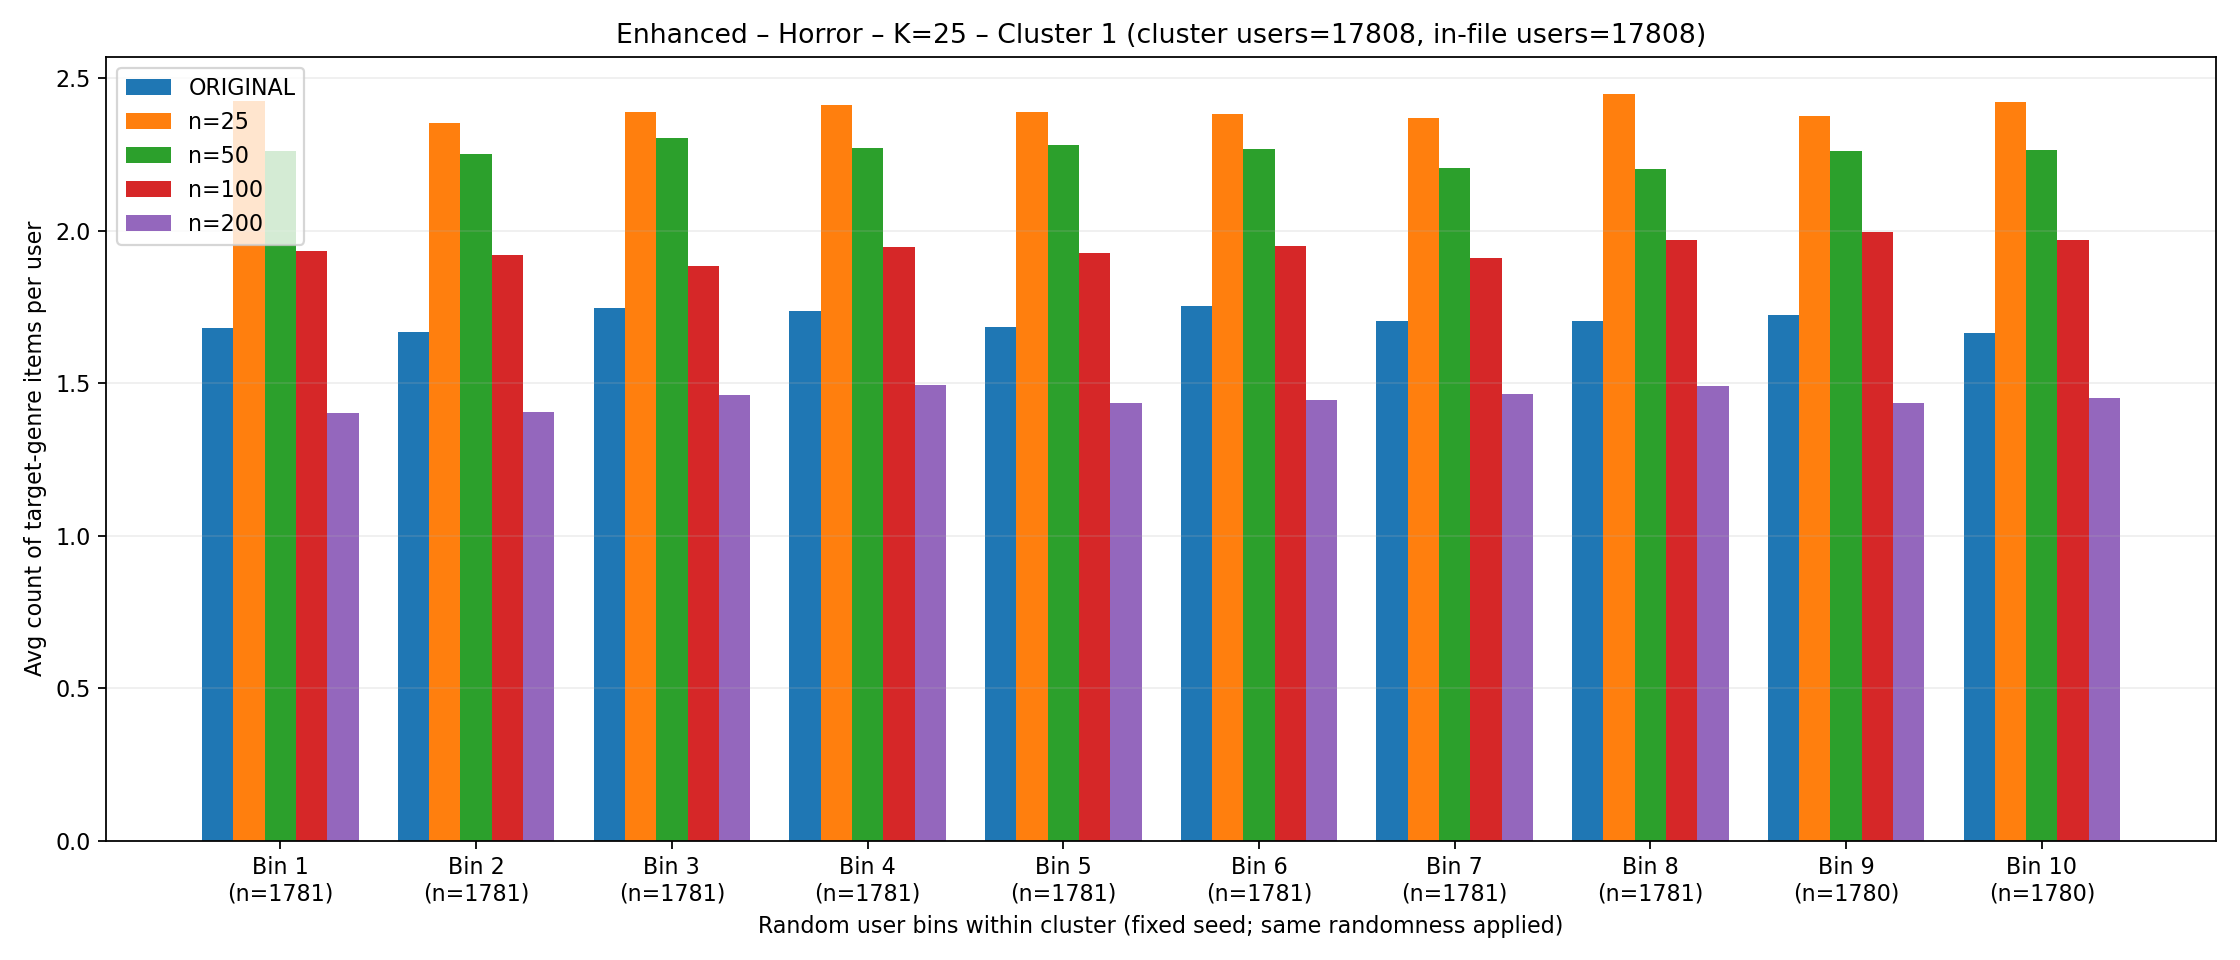 Enhanced – Horror – K=25 – Cluster 1 (cluster users=17808, in-file users=17808)
ORIGINAL
n=25
n=50
n=100
n=200
Avg count of target-genre items per user
2.5
2.0
1.5
1.0
0.5
0.0
Bin 1 Bin 2 Bin 3 Bin 4 Bin 5 Bin 6 Bin 7 Bin 8 Bin 9 Bin 10
(n=1781) (n=1781) (n=1781) (n=1781) (n=1781) (n=1781) (n=1781) (n=1781) (n=1780) (n=1780)
Random user bins within cluster (fixed seed; same randomness applied)